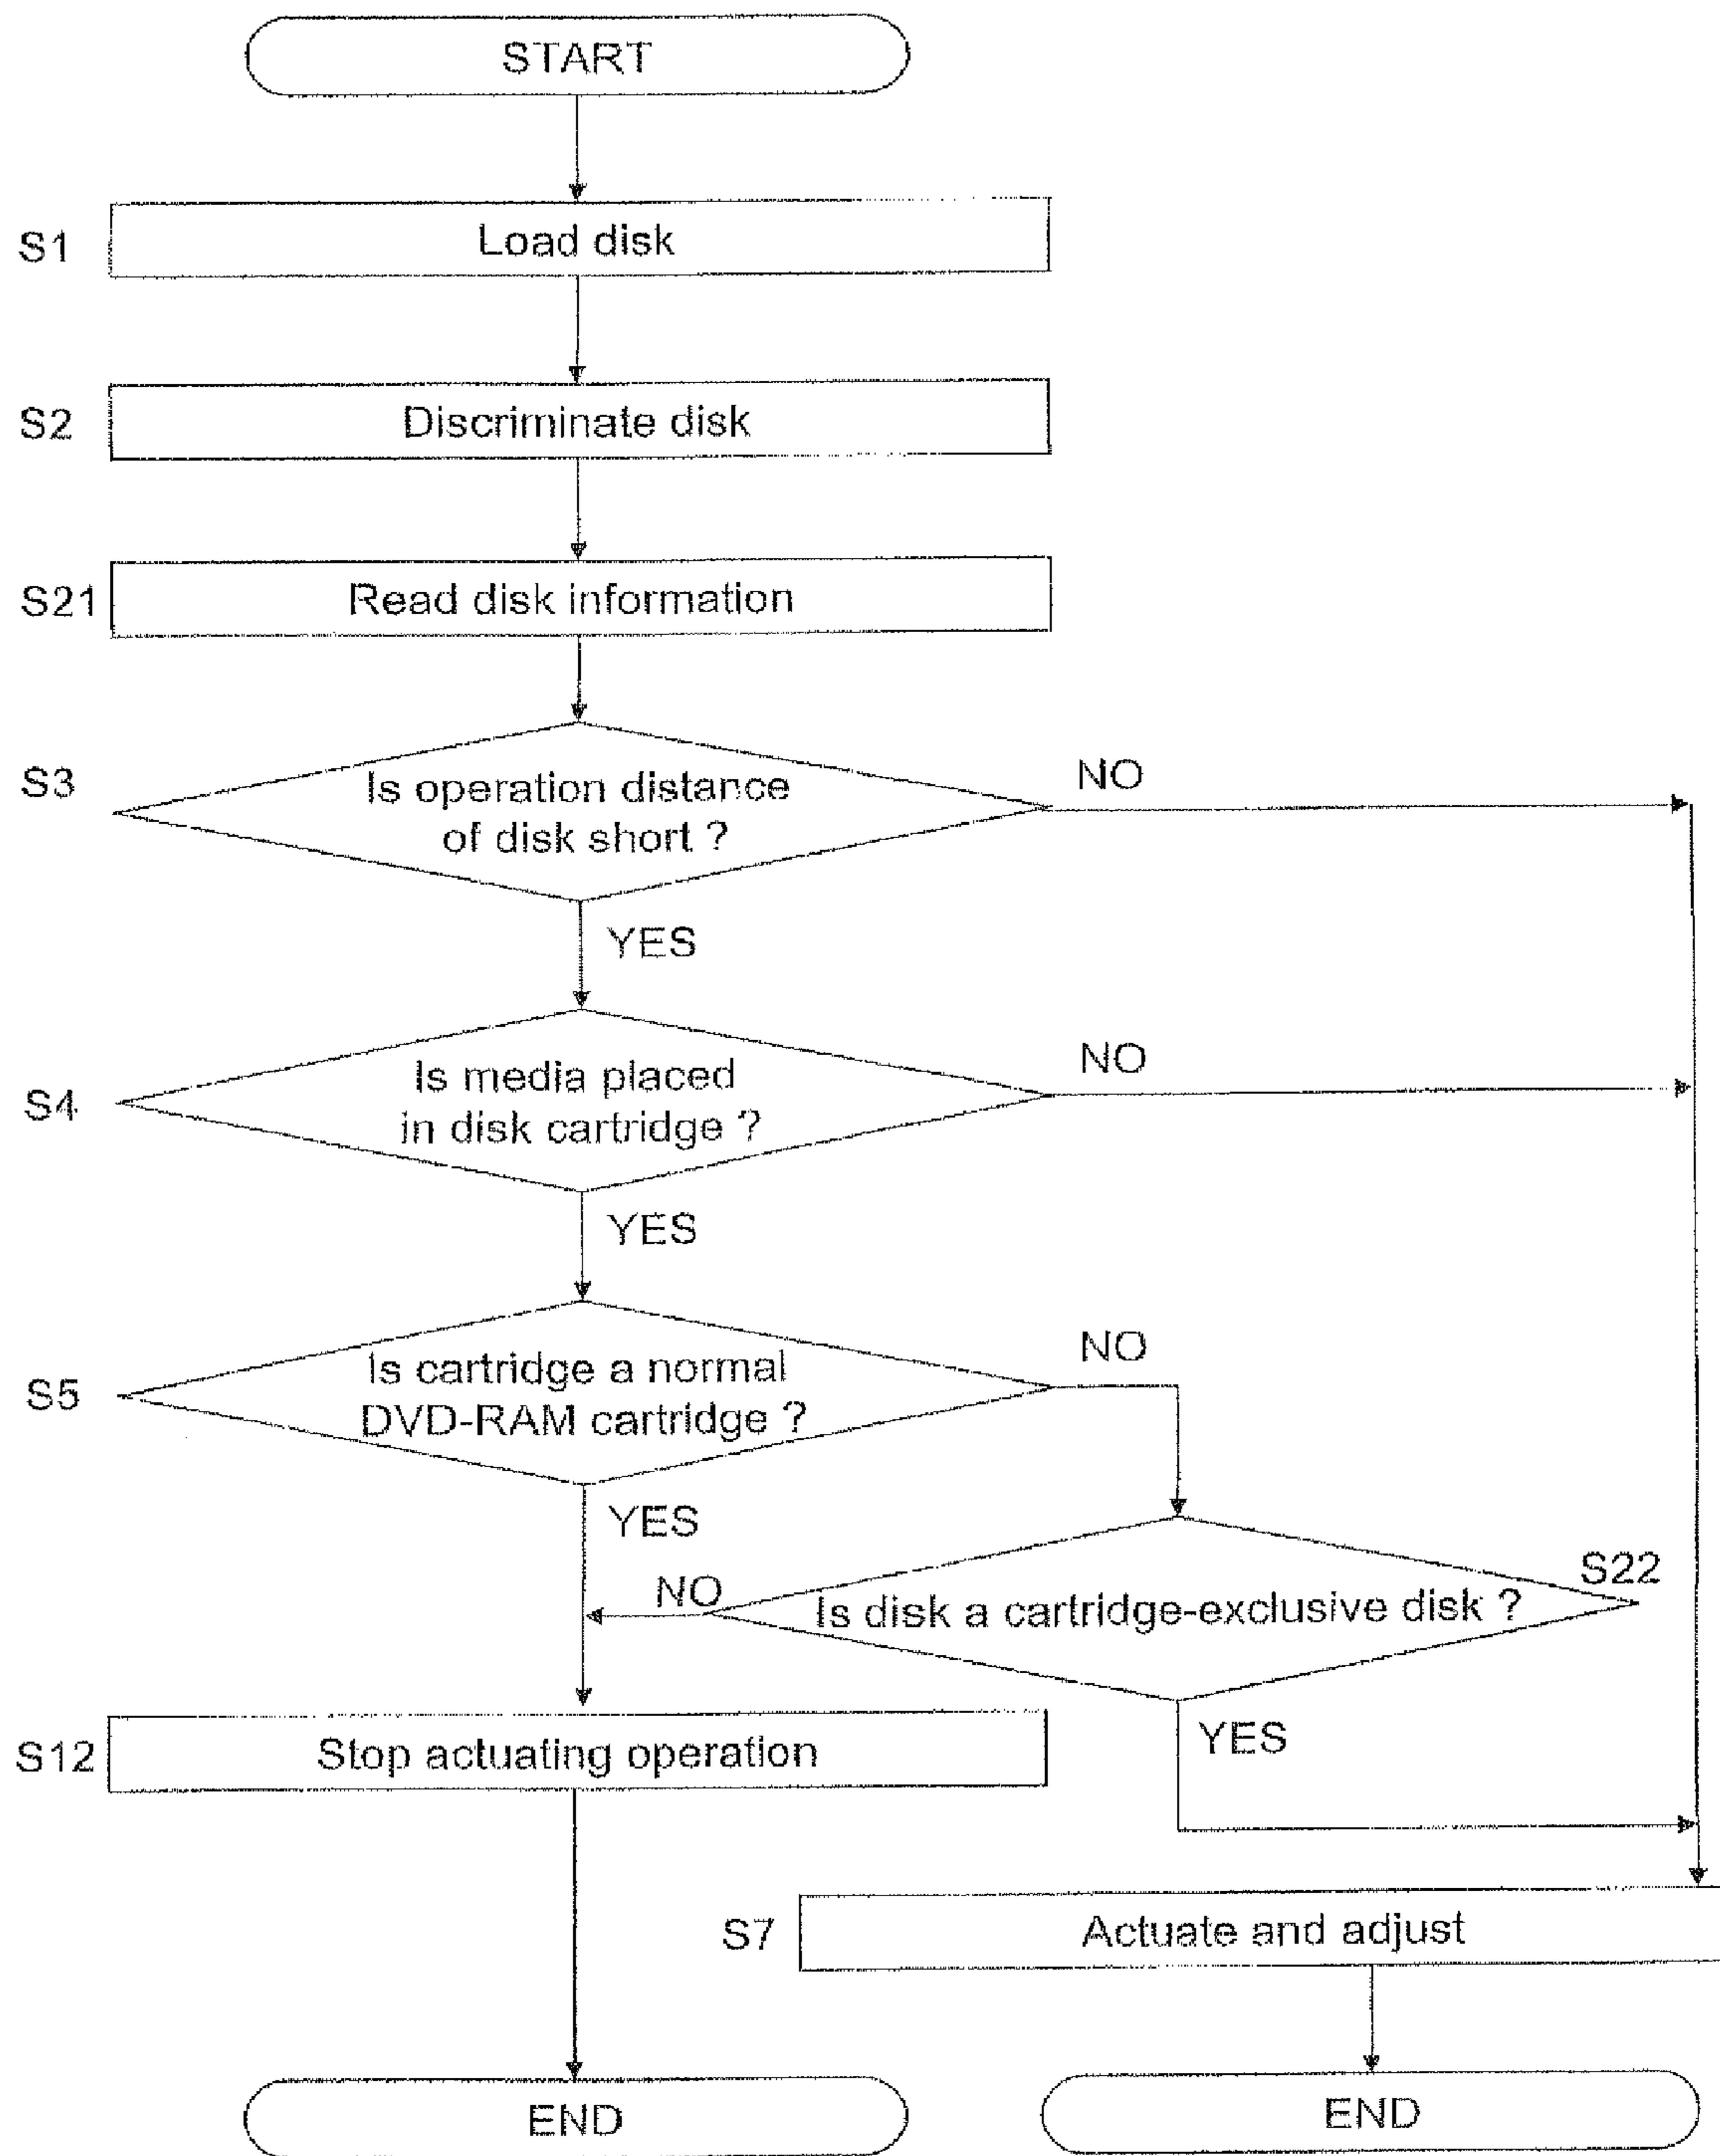 START
S1
Load disk
S2
Discriminate disk
S21
Read disk information
S3
Is operation distance
of disk short ?
NO
YES
S4
Is media placed
in disk cartridge ?
NO
YES
S5
Is cartridge a normal
DVD-RAM cartridge ?
NO
YES
S22
NO
Is disk a cartridge-exclusive disk ?
YES
S12
Stop actuating operation
S7
Actuate and adjust
END
END